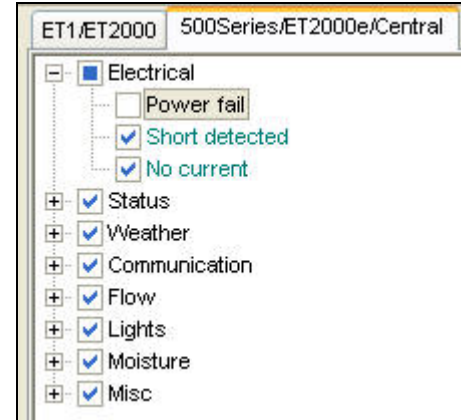 ET1/ET2000 500Series/ET2000e/Central
Electrical
Power fail
Short detected
No current
Status
Weather
Communication
Flow
Lights
Moisture
Misc